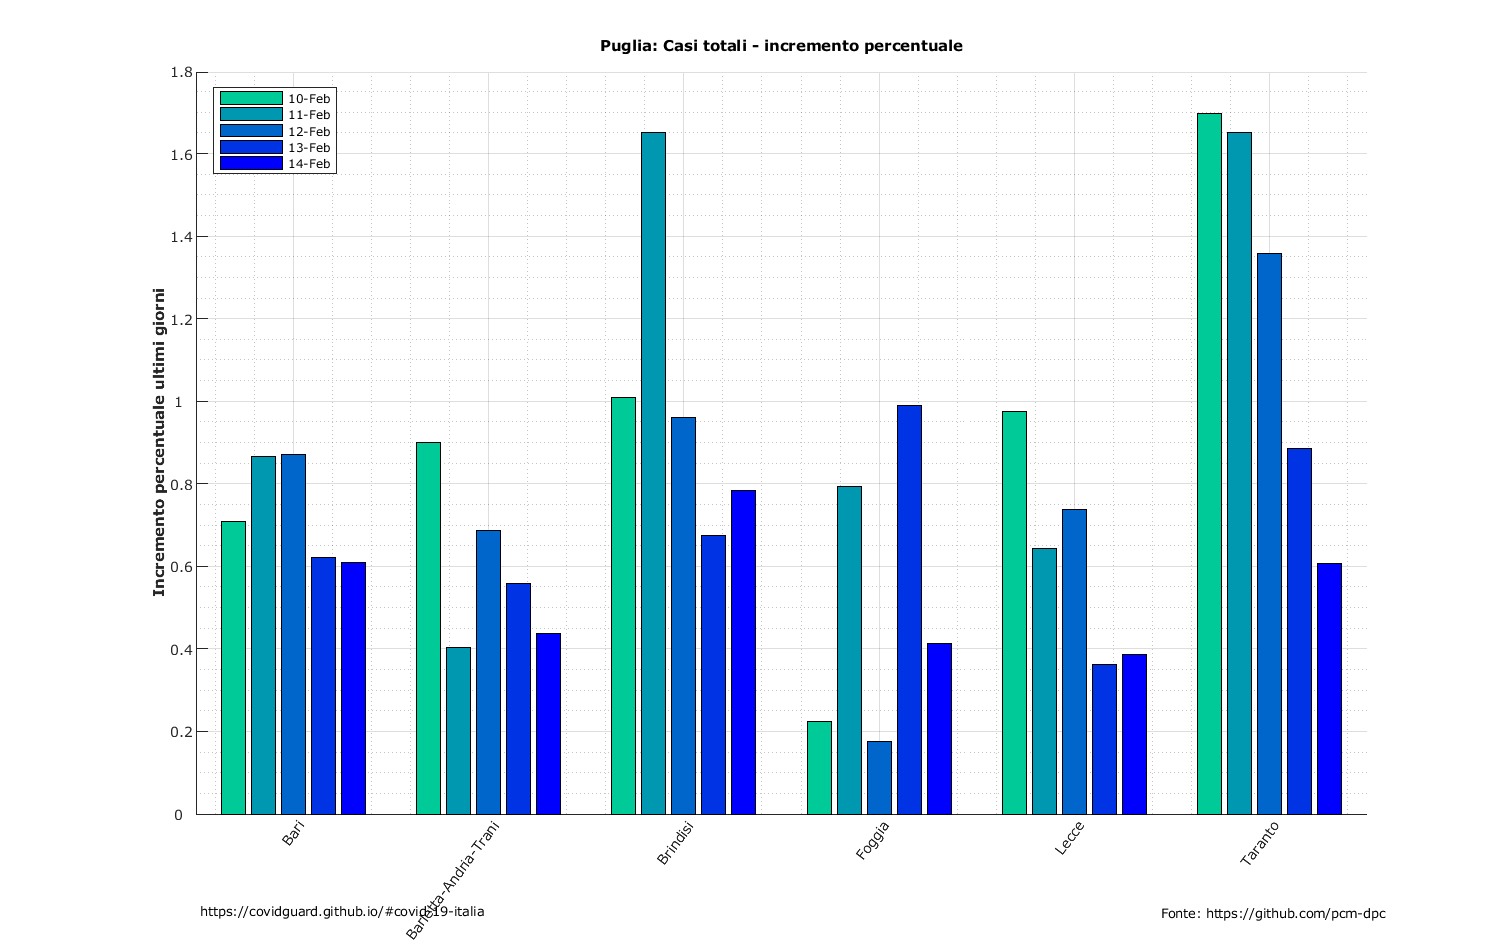 Puglia: Casi totali - incremento percentuale
Incremento percentuale ultimi giorni
1.8
1.6
1.4
1.2
1
0.8
0.6
0.4
0.2
0
10-Feb
11-Feb
12-Feb
13-Feb
14-Feb
Bari
Barletta-Andria-Trani
Brindisi
Foggia
Lecce
Taranto
https://covidguard.github.io/#covid-19-italia
Fonte: https://github.com/pcm-dpc